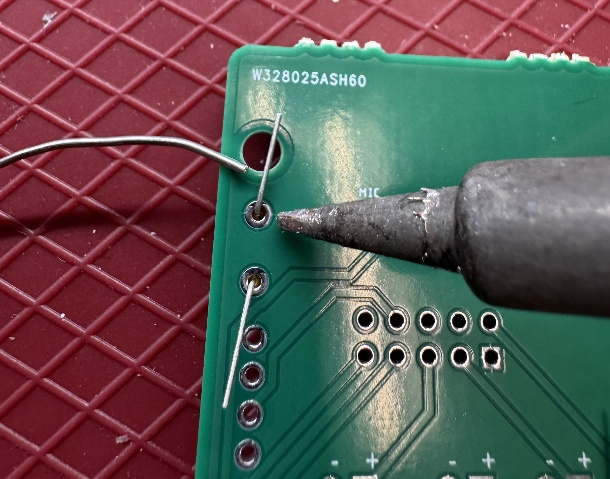 W328025ASH60
MIC
- +
- +
- +